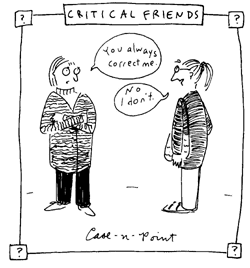 ?
CRITICAL FRIENDS
?
You always
correct me.
No
I don't.
?
Case-n-Point
?